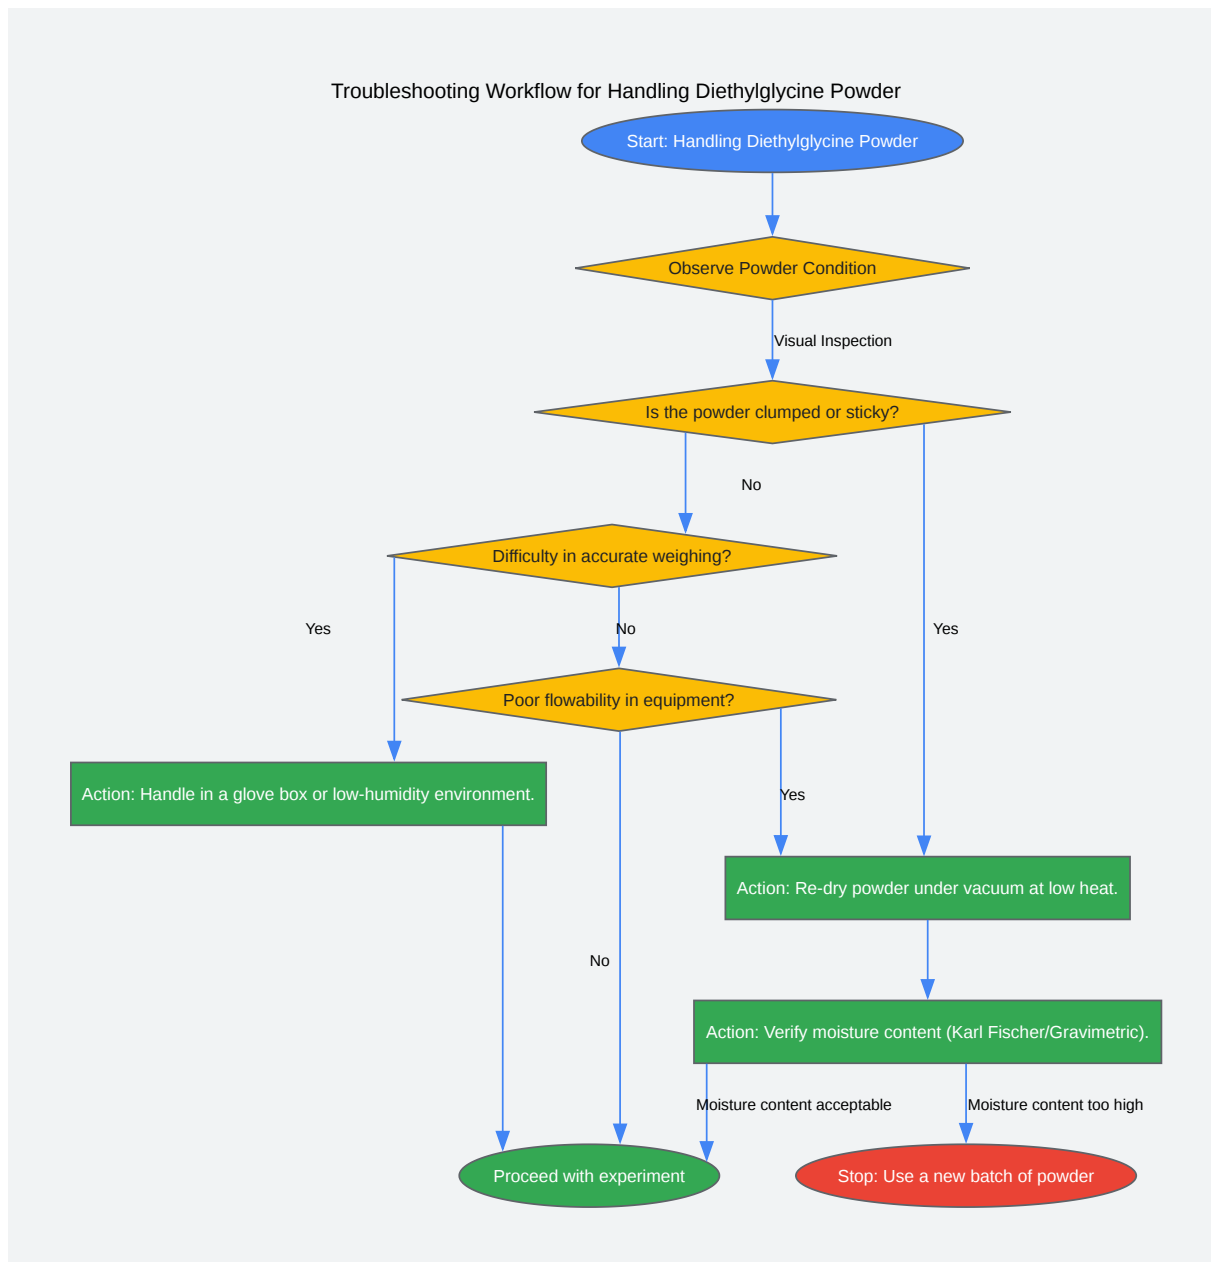 Troubleshooting Workflow for Handling Diethylglycine Powder
Start: Handling Diethylglycine Powder
Observe Powder Condition
Visual Inspection
Is the powder clumped or sticky?
No
Difficulty in accurate weighing?
Yes
No
Yes
Poor flowability in equipment?
Action: Handle in a glove box or low-humidity environment.
Yes
Action: Re-dry powder under vacuum at low heat.
No
Action: Verify moisture content (Karl Fischer/Gravimetric).
Moisture content acceptable
Moisture content too high
Proceed with experiment
Stop: Use a new batch of powder